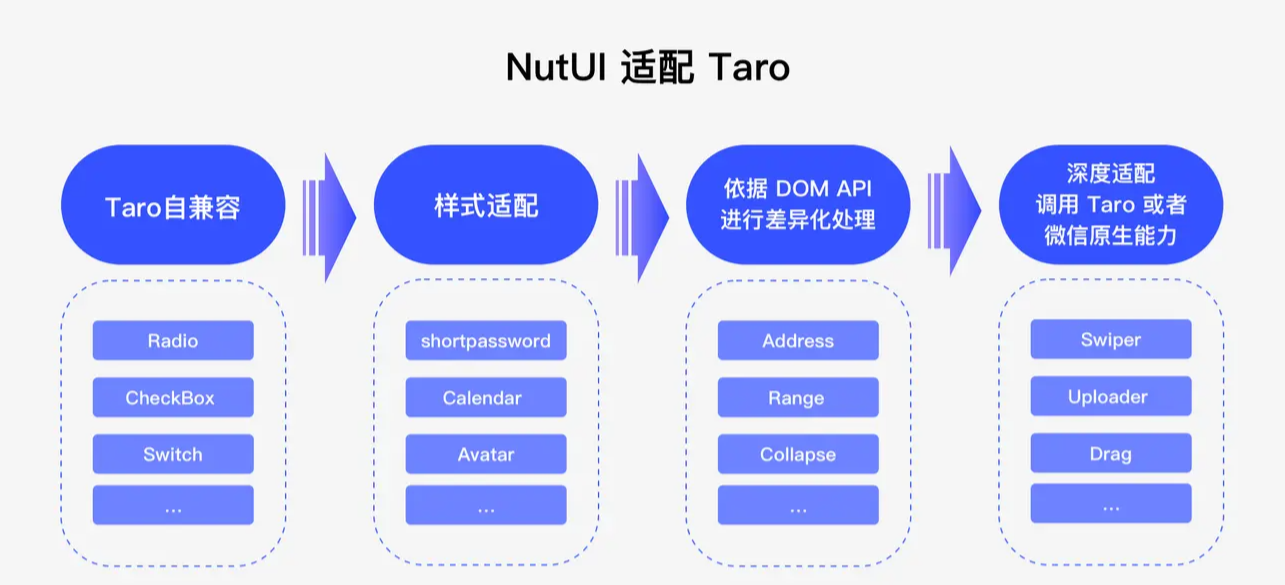 NutUI 适配 Taro
Taro自兼容
Radio
CheckBox
Switch
...
样式适配
shortpassword
Calendar
Avatar
...
依据 DOM API
进行差异化处理
Address
Range
Collapse
...
深度适配
调用 Taro 或者
微信原生能力
Swiper
Uploader
Drag
...